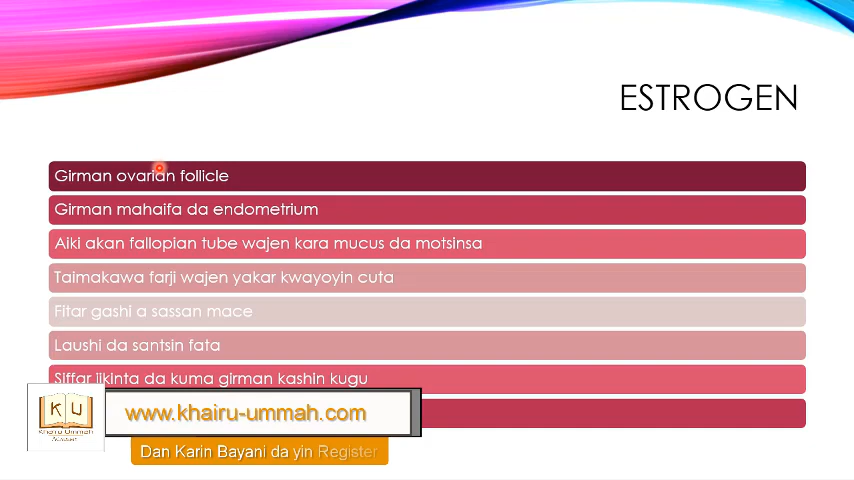 ESTROGEN
Girman ovarian follicle
Girman mahaifa da endometrium
Aiki akan fallopian tube wajen kara mucus da motsinsa
Taimakawa farji wajen yakar kwayoyin cuta
Fitar gashi a sassan mace
Laushi da santsin fata
Siffar jikinta da kuma girman kashin kugu
K U
Khairu Ummah
www.khairu-ummah.com
Dan Karin Bayani da yin Register